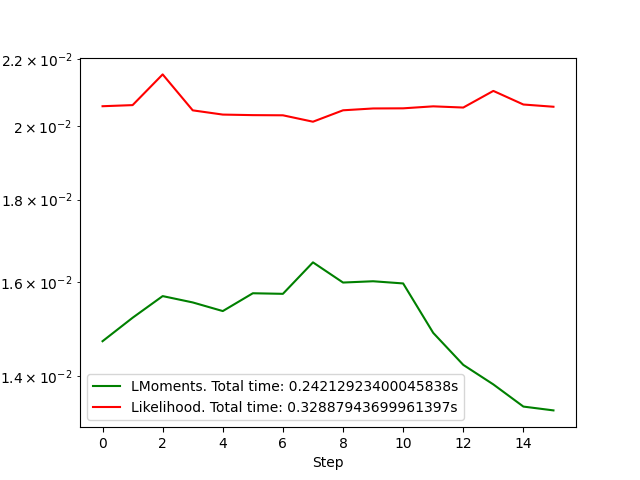 2.2 × 10⁻²
2 × 10⁻²
1.8 × 10⁻²
1.6 × 10⁻²
1.4 × 10⁻²
LMoments. Total time: 0.24212923400045838s
Likelihood. Total time: 0.32887943699961397s
0 2 4 6 8 10 12 14
Step